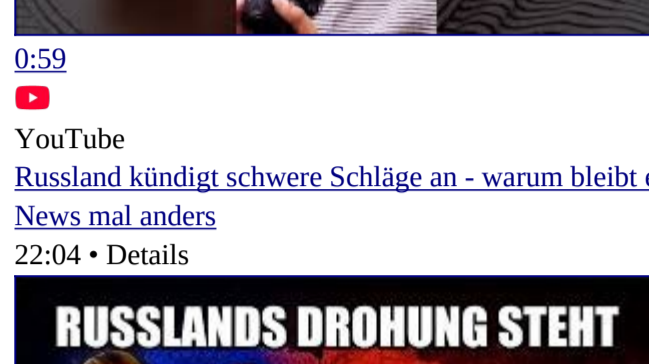 0:59
YouTube
Russland kündigt schwere Schläge an - warum bleibt
News mal anders
22:04 • Details
RUSSLANDS DROHUNG STEHT